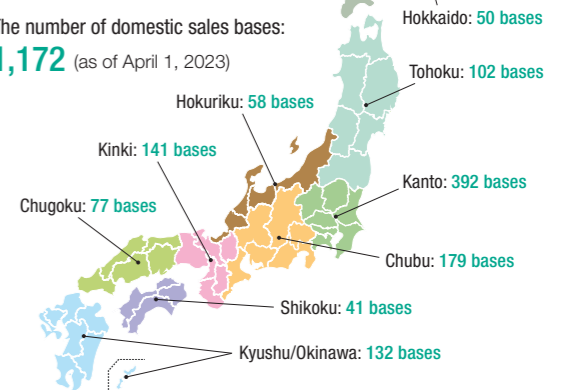 he number of domestic sales bases:
1,172 (as of April 1, 2023)
Hokkaido: 50 bases
Tohoku: 102 bases
Hokuriku: 58 bases
Kinki: 141 bases
Kanto: 392 bases
Chugoku: 77 bases
Chubu: 179 bases
Shikoku: 41 bases
Kyushu/Okinawa: 132 bases